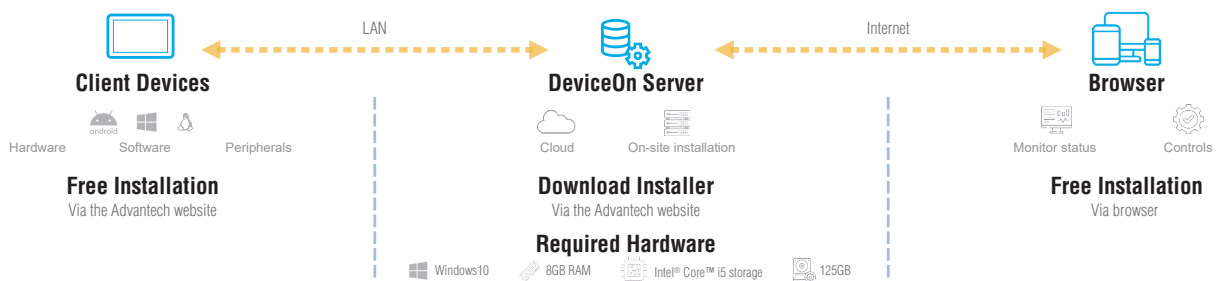 LAN
Internet
Client Devices
DeviceOn Server
Browser
android
Hardware
Software
Peripherals
Cloud
On-site installation
Monitor status
Controls
Free Installation
Via the Advantech website
Download Installer
Via the Advantech website
Free Installation
Via browser
Required Hardware
Windows10
8GB RAM
Intel® Core™ i5 storage
125GB